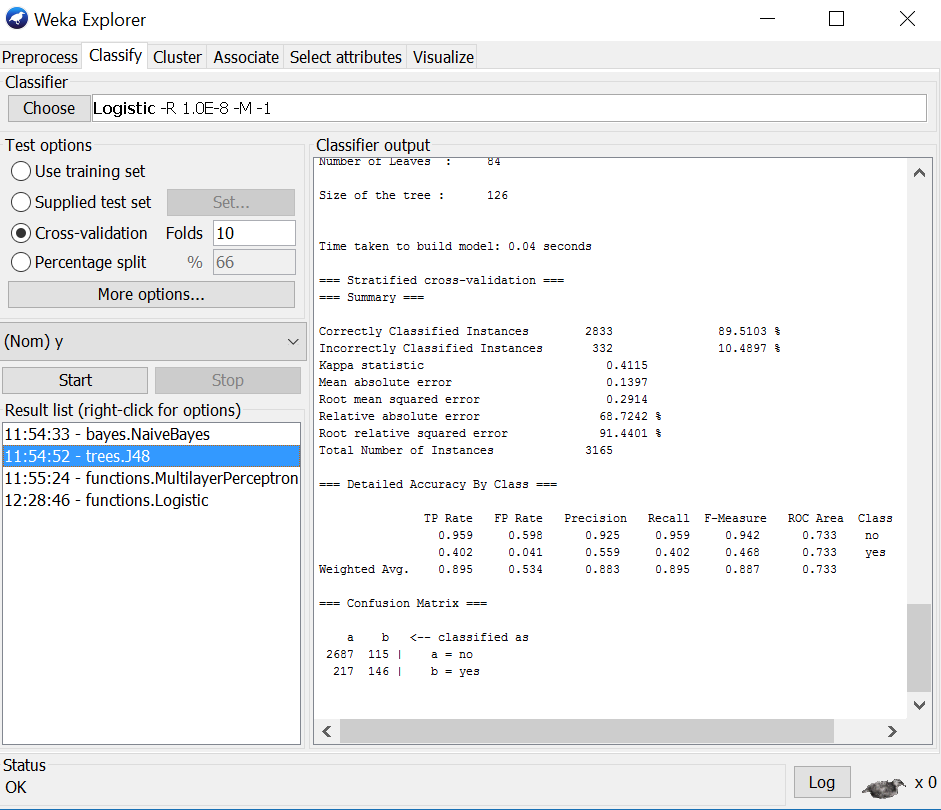 Weka Explorer
Preprocess Classify Cluster Associate Select attributes Visualize
Classifier
Choose Logistic -R 1.0E-8 -M -1
Test options
Use training set
Supplied test set Set...
Cross-validation Folds 10
Percentage split % 66
More options...
(Nom) y
Start Stop
Result list (right-click for options)
11:54:33 - bayes.NaiveBayes
11:54:52 - trees.J48
11:55:24 - functions.MultilayerPerceptron
12:28:46 - functions.Logistic
Classifier output
Number of Leaves : 84
Size of the tree : 126
Time taken to build model: 0.04 seconds
=== Stratified cross-validation ===
=== Summary ===
Correctly Classified Instances 2833 89.5103 %
Incorrectly Classified Instances 332 10.4897 %
Kappa statistic 0.4115
Mean absolute error 0.1397
Root mean squared error 0.2914
Relative absolute error 68.7242 %
Root relative squared error 91.4401 %
Total Number of Instances 3165
=== Detailed Accuracy By Class ===
TP Rate FP Rate Precision Recall F-Measure ROC Area Class
0.959 0.598 0.925 0.959 0.942 0.733 no
0.402 0.041 0.559 0.402 0.468 0.733 yes
Weighted Avg. 0.895 0.534 0.883 0.895 0.887 0.733
=== Confusion Matrix ===
a b <-- classified as
2687 115 | a = no
217 146 | b = yes
Status
OK
Log x 0